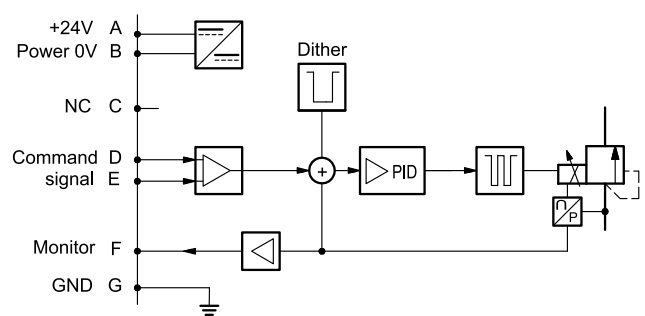 +24V A
Power 0V B
Dither
NC C
Command D
signal E
+
PID
Monitor F
P
GND G